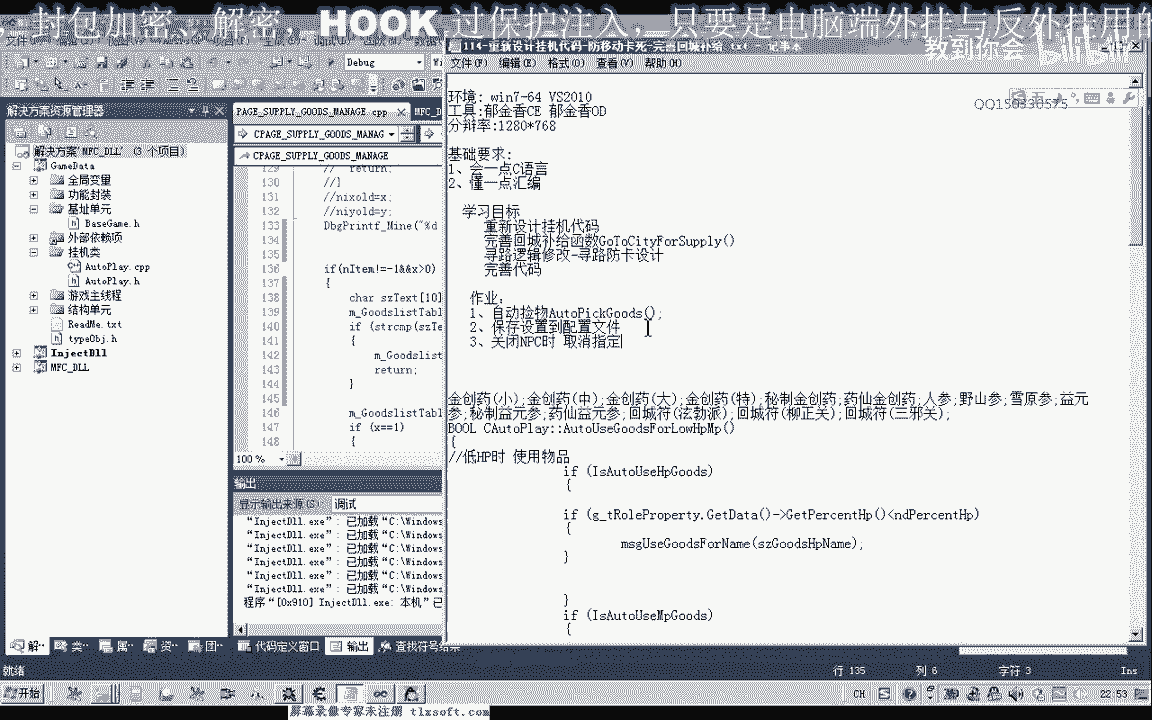 封包加密、解密， HOOK 过保护注入，只要是电脑端外挂与反外挂用的
教到你会 bilibili
114-重新设计挂机代码-防移动卡死-完善回城补给.txt - 记事本
文件(F) 编辑(E) 格式(O) 查看(V) 帮助(H)
QQ150330575
Debug
环境: win7-64 VS2010
工具:郁金香CE 郁金香OD
分辩率:1280*768
基础要求:
1、会一点C语言
2、懂一点汇编
学习目标
重新设计挂机代码
完善回城补给函数GoToCityForSupply()
寻路逻辑修改-寻路防卡设计
完善代码
作业:
1、自动捡物AutoPickGoods();
2、保存设置到配置文件
3、关闭NPC时 取消指定
金创药(小);金创药(中);金创药(大);金创药(特);秘制金创药;药仙金创药;人参;野山参;雪原参;益元
参;秘制益元参;药仙益元参;回城符(泫勃派);回城符(柳正关);回城符(三邪关);
BOOL CAutoPlay::AutoUseGoodsForLowHpMp()
{
//低HP时 使用物品
if (IsAutoUseHpGoods)
{
if (g_tRoleProperty.GetData()->GetPercentHp()<ndPercentHp)
{
msgUseGoodsForName(szGoodsHpName);
}
}
if (IsAutoUseMpGoods)
{
解决方案资源管理器
解决方案"MFC_DLL" (3 个项目)
GameData
全局变量
功能封装
基址单元
BaseGame.h
外部依赖项
挂机类
AutoPlay.cpp
AutoPlay.h
游戏主线程
结构单元
ReadMe.txt
typeObj.h
InjectDll
MFC_DLL
PAGE_SUPPLY_GOODS_MANAGE.cpp
MFC_D
CPAGE_SUPPLY_GOODS_MANAG
CPAGE_SUPPLY_GOODS_MANAGE
129 // return;
130 //}
131 //nixold=x;
132 //niyold=y;
133 DbgPrintf_Mine("%d
134
135
136 if(nItem!=-1&&x>0)
137 {
138 char szText[10]
139 m_GoodslistTabl
140 if (strcmp(szTe
141 {
142 m_Goodslist
143 return;
144 }
145
146 m_GoodslistTabl
147 if (x==1)
148 {
100 %
输出
显示输出来源(S): 调试
"InjectDll.exe": 已加载"C:\Windows
"InjectDll.exe": 已加载"C:\Windows
"InjectDll.exe": 已加载"C:\Windows
"InjectDll.exe": 已加载"C:\Windows
"InjectDll.exe": 已加载"C:\Windows
"InjectDll.exe": 已加载"C:\Windows
程序"[0x910] InjectDll.exe: 本机"已
解·· 类·· 属·· 资·· 团·· 代码定义窗口 输出 查找符号结果
就绪 行 135 列 6 字符 3 Ins
开始 CH 22:53
屏幕录像专家未注册 tlxsoft.com